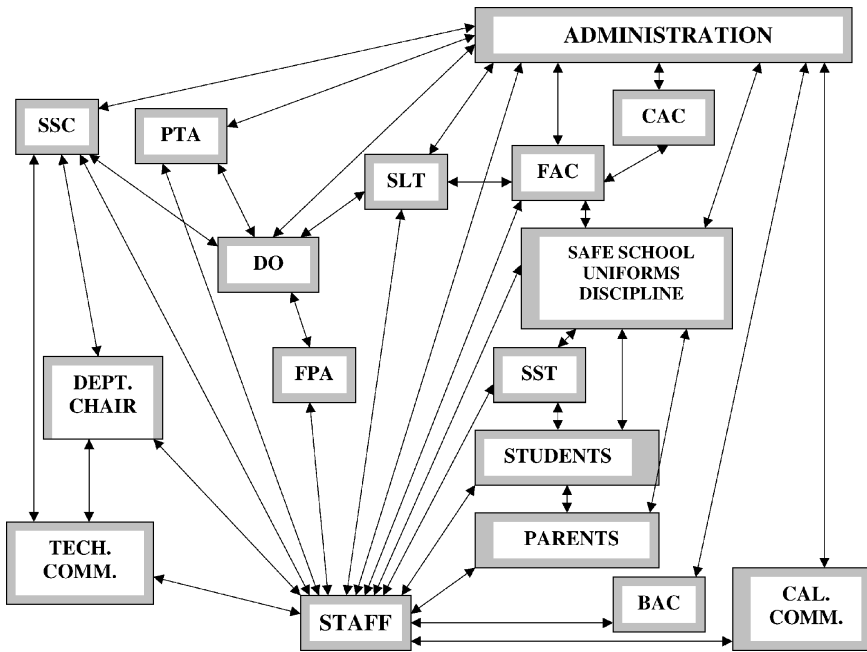 ADMINISTRATION
SSC
PTA
CAC
SLT
FAC
DO
SAFE SCHOOL
UNIFORMS
DISCIPLINE
DEPT.
CHAIR
FPA
SST
STUDENTS
PARENTS
TECH.
COMM.
STAFF
BAC
CAL.
COMM.